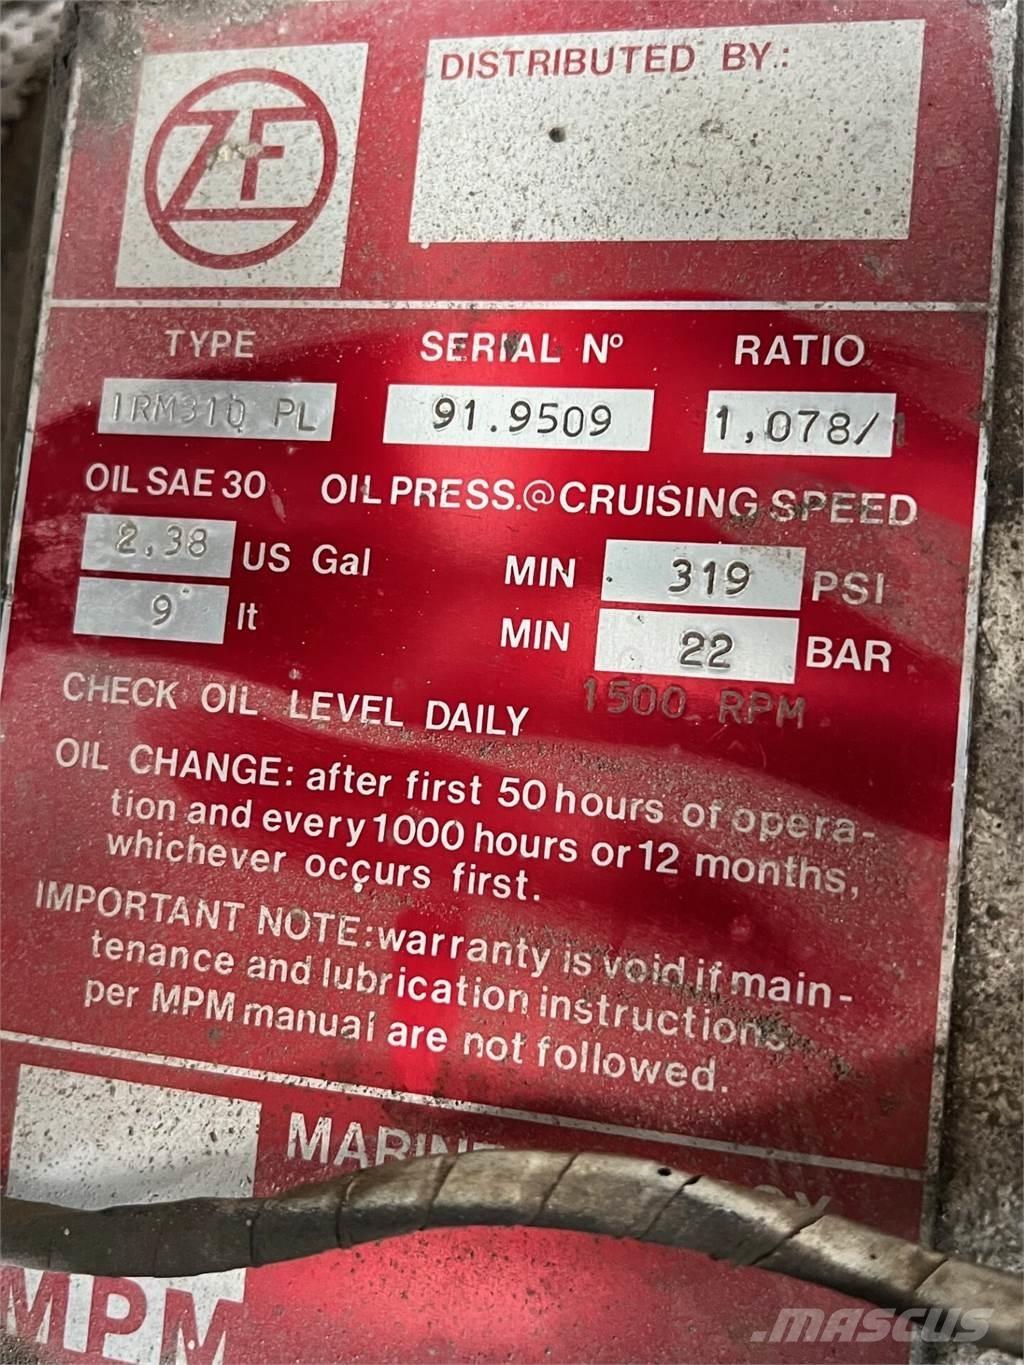 ZF
DISTRIBUTED BY:
TYPE SERIAL Nº RATIO
IRM310 PL 91.9509 1,078/1
OIL SAE 30 OIL PRESS.@CRUISING SPEED
2,38 US Gal MIN 319 PSI
9 lt MIN 22 BAR
1500 RPM
CHECK OIL LEVEL DAILY
OIL CHANGE: after first 50 hours of opera-
tion and every 1000 hours or 12 months,
whichever occurs first.
IMPORTANT NOTE: warranty is void if main-
tenance and lubrication instructions
per MPM manual are not followed.
MARINE
MPM
MASCUS